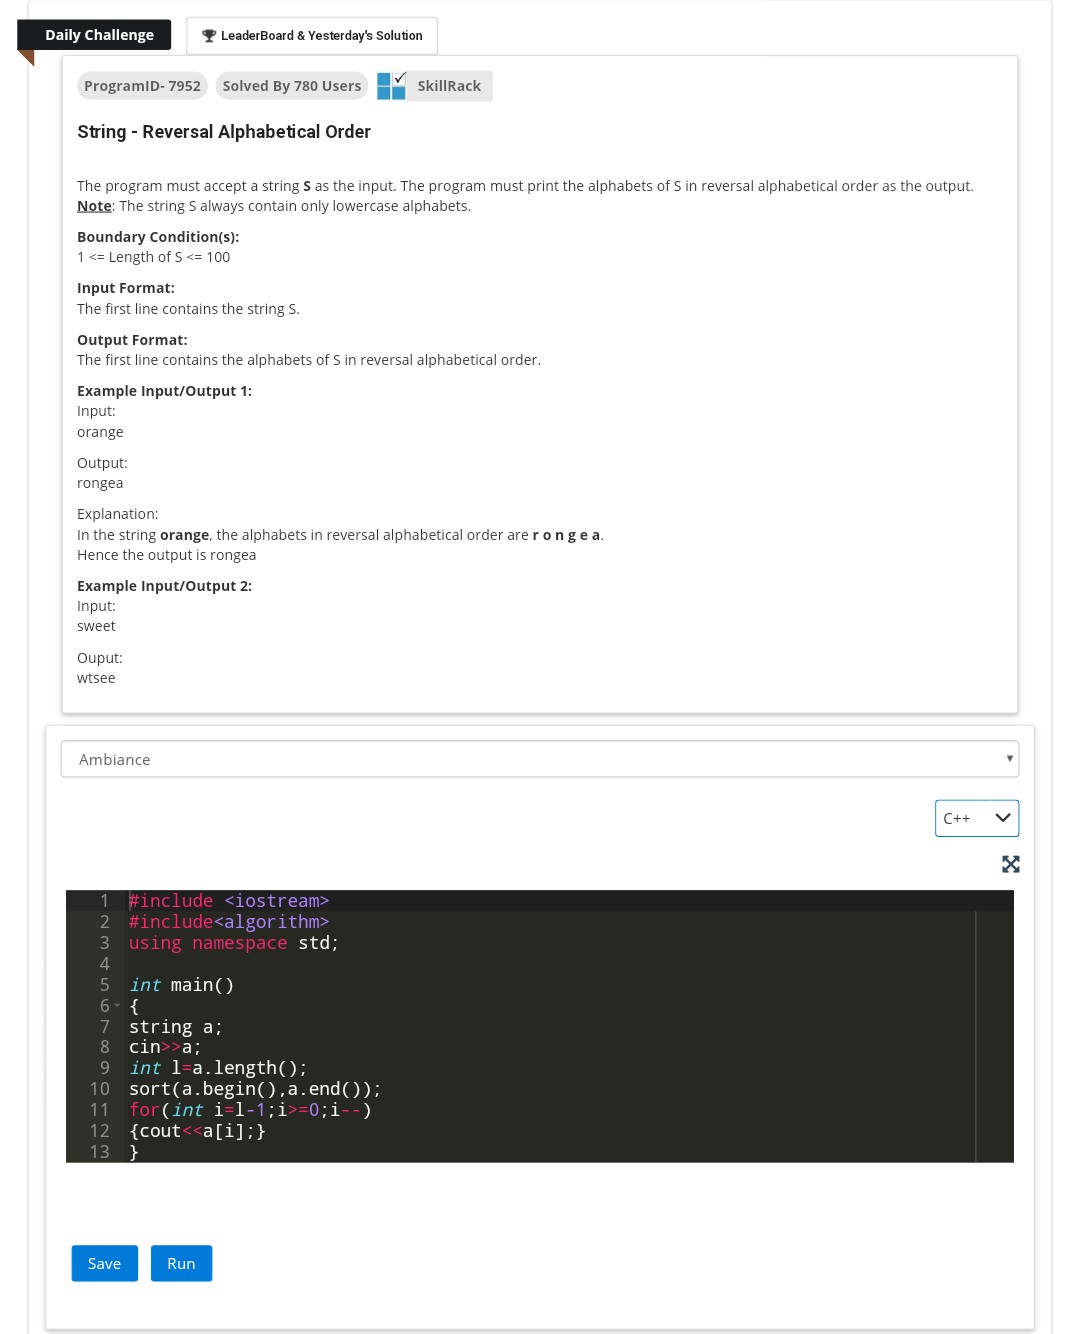 Daily Challenge
LeaderBoard & Yesterday's Solution
ProgramID- 7952
Solved By 780 Users
SkillRack
String - Reversal Alphabetical Order
The program must accept a string S as the input. The program must print the alphabets of S in reversal alphabetical order as the output.
Note: The string S always contain only lowercase alphabets.
Boundary Condition(s):
1 <= Length of S <= 100
Input Format:
The first line contains the string S.
Output Format:
The first line contains the alphabets of S in reversal alphabetical order.
Example Input/Output 1:
Input:
orange
Output:
rongea
Explanation:
In the string orange, the alphabets in reversal alphabetical order are r o n g e a.
Hence the output is rongea
Example Input/Output 2:
Input:
sweet
Ouput:
wtsee
Ambiance
C++
1 #include <iostream>
2 #include<algorithm>
3 using namespace std;
4
5 int main()
6 {
7 string a;
8 cin>>a;
9 int l=a.length();
10 sort(a.begin(),a.end());
11 for(int i=l-1;i>=0;i--)
12 {cout<<a[i];}
13 }
Save
Run